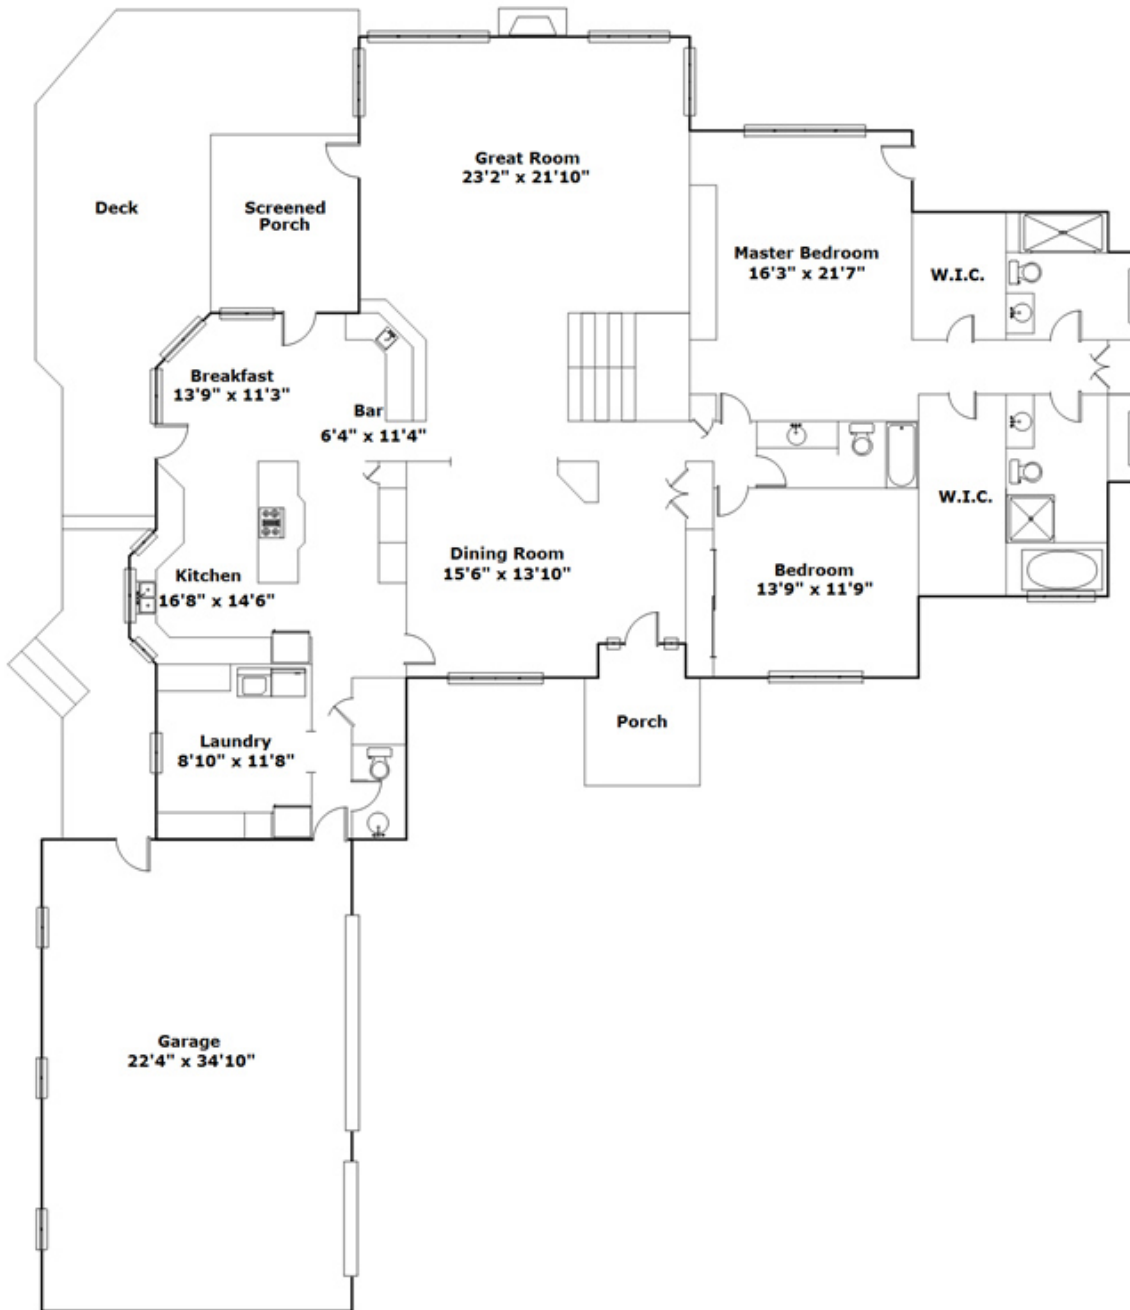 Great Room
23'2" x 21'10"
Deck
Screened
Porch
Master Bedroom
16'3" x 21'7"
W.I.C.
Breakfast
13'9" x 11'3"
Bar
6'4" x 11'4"
W.I.C.
Dining Room
15'6" x 13'10"
Kitchen
16'8" x 14'6"
Bedroom
13'9" x 11'9"
Porch
Laundry
8'10" x 11'8"
Garage
22'4" x 34'10"